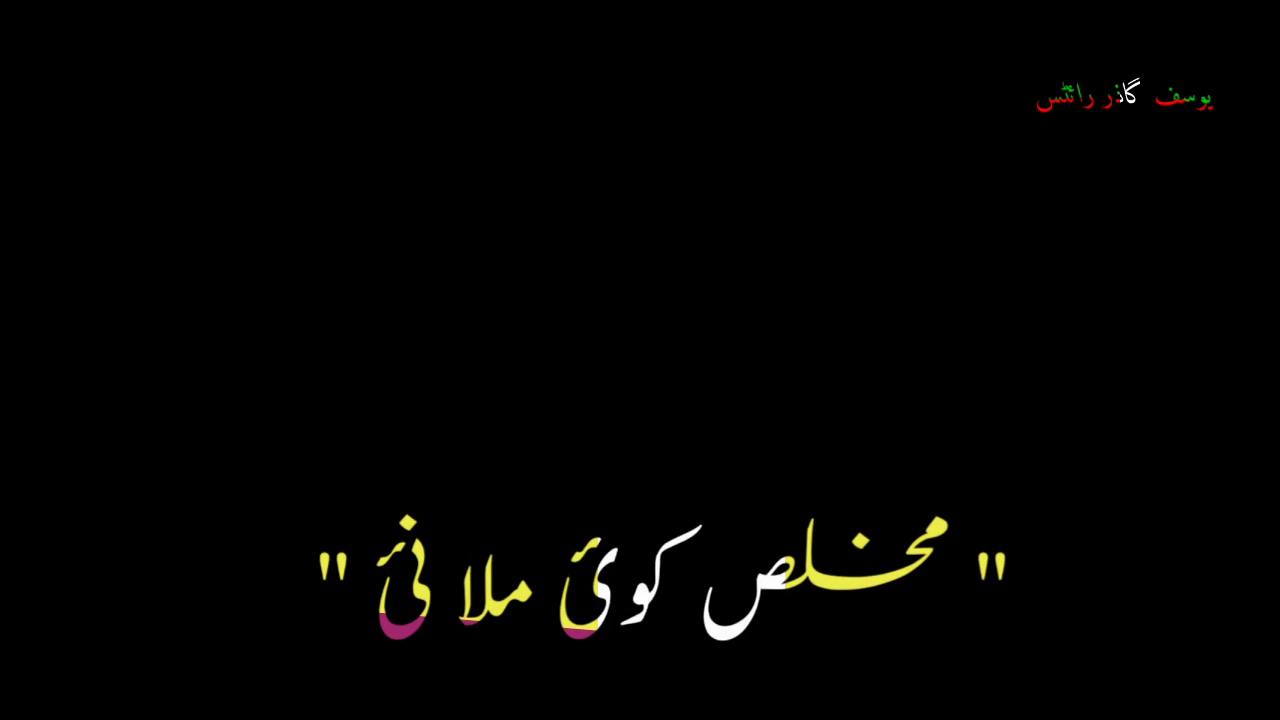 یوسف گاذر رائٹس
" مخلص کوئ ملا نئ "